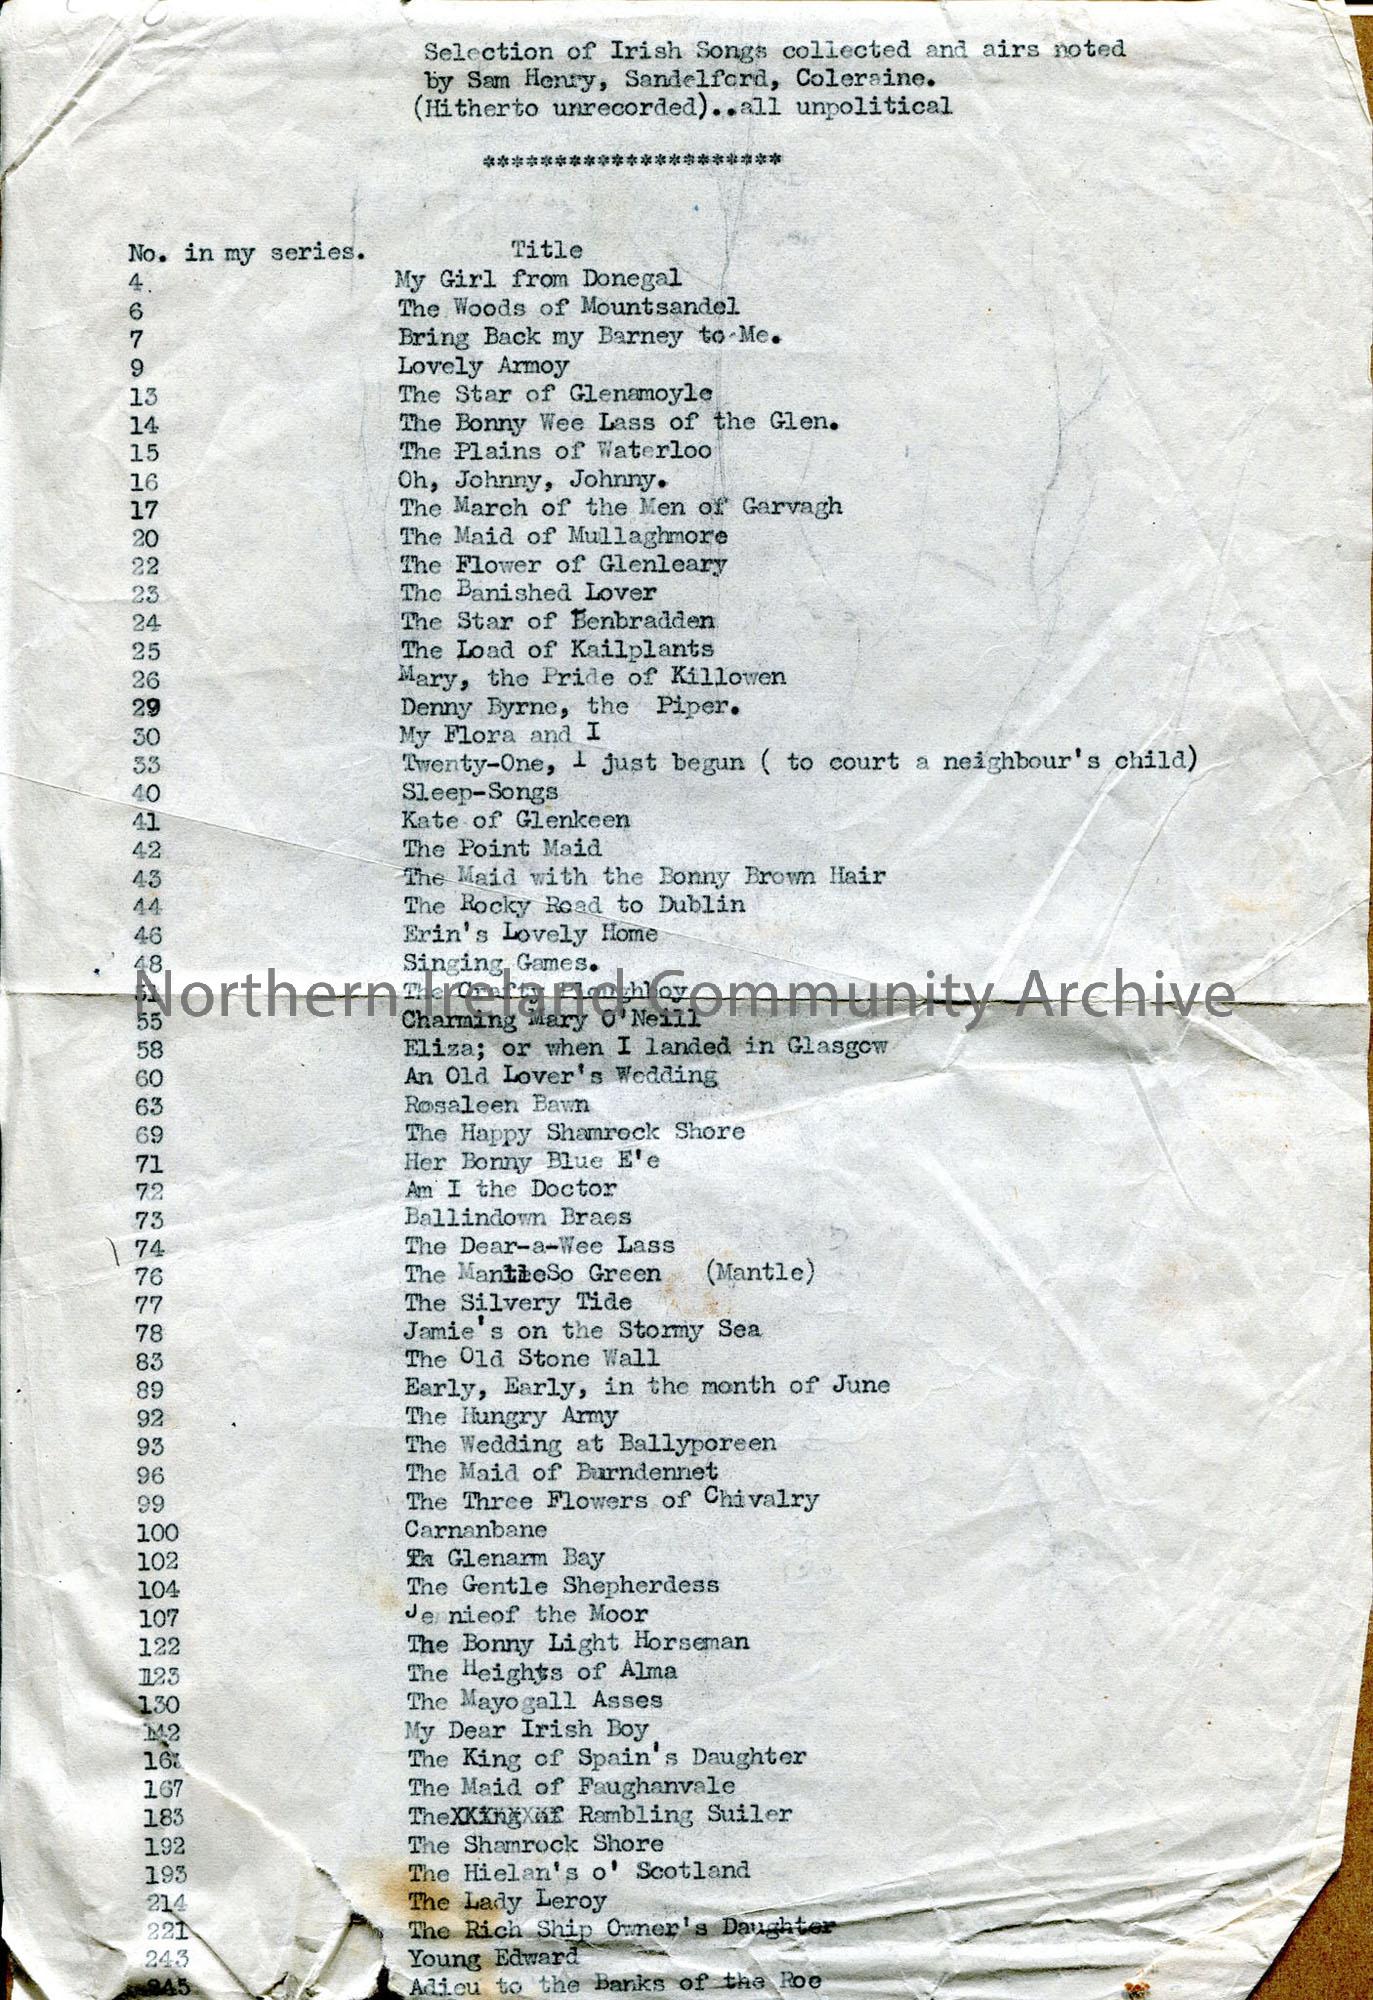 Selection of Irish Songs collected and airs noted
by Sam Henry, Sandelford, Coleraine.
(Hitherto unrecorded)..all unpolitical
*********************
No. in my series. Title
4. My Girl from Donegal
6 The Woods of Mountsandel
7 Bring Back my Barney to Me.
9 Lovely Armoy
13 The Star of Glenamoyle
14 The Bonny Wee Lass of the Glen.
15 The Plains of Waterloo
16 Oh, Johnny, Johnny.
17 The March of the Men of Garvagh
20 The Maid of Mullaghmore
22 The Flower of Glenleary
23 The Banished Lover
24 The Star of Benbradden
25 The Load of Kailplants
26 Mary, the Pride of Killowen
29 Denny Byrne, the Piper.
30 My Flora and I
33 Twenty-One, I just begun ( to court a neighbour's child)
40 Sleep-Songs
41 Kate of Glenkeen
42 The Point Maid
43 The Maid with the Bonny Brown Hair
44 The Rocky Road to Dublin
46 Erin's Lovely Home
48 Singing Games.
51 The Crafty Ploughboy
Northern Ireland Community Archive
55 Charming Mary O'Neill
58 Eliza; or when I landed in Glasgow
60 An Old Lover's Wedding
63 Rosaleen Bawn
69 The Happy Shamrock Shore
71 Her Bonny Blue E'e
72 Am I the Doctor
73 Ballindown Braes
74 The Dear-a-Wee Lass
76 The MantleSo Green (Mantle)
77 The Silvery Tide
78 Jamie's on the Stormy Sea
83 The Old Stone Wall
89 Early, Early, in the month of June
92 The Hungry Army
93 The Wedding at Ballyporeen
96 The Maid of Burndennet
99 The Three Flowers of Chivalry
100 Carnanbane
102 Glenarm Bay
104 The Gentle Shepherdess
107 Jennieof the Moor
122 The Bonny Light Horseman
123 The Heights of Alma
130 The Mayogall Asses
142 My Dear Irish Boy
The King of Spain's Daughter
167 The Maid of Faughanvale
183 The Rambling Suiler
192 The Shamrock Shore
193 The Hielan's o' Scotland
214 The Lady Leroy
221 The Rich Ship Owner's Daughter
243 Young Edward
245 Adieu to the Banks of the Roe